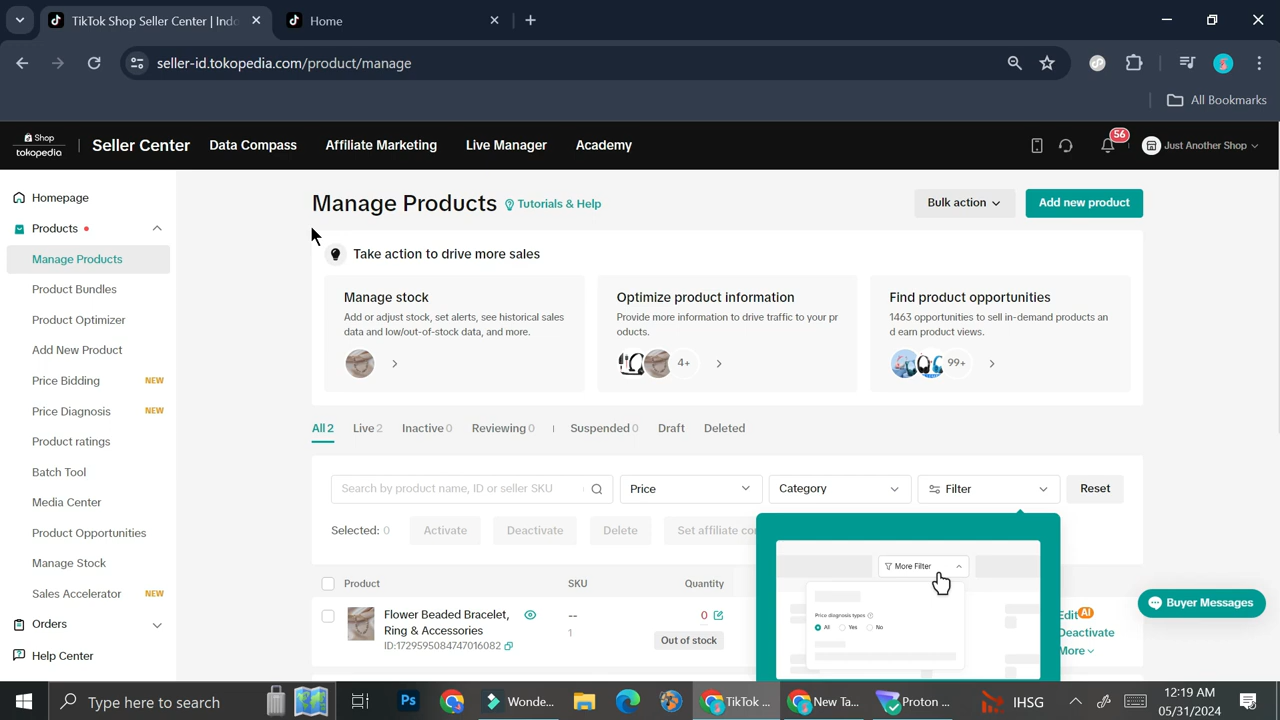 TikTok Shop Seller Center | Indo
Home
seller-id.tokopedia.com/product/manage
All Bookmarks
Shop
tokopedia
Seller Center
Data Compass
Affiliate Marketing
Live Manager
Academy
56
Just Another Shop
Homepage
Products
Manage Products
Product Bundles
Product Optimizer
Add New Product
Price Bidding NEW
Price Diagnosis NEW
Product ratings
Batch Tool
Media Center
Product Opportunities
Manage Stock
Sales Accelerator NEW
Orders
Help Center
Manage Products
Tutorials & Help
Bulk action
Add new product
Take action to drive more sales
Manage stock
Add or adjust stock, set alerts, see historical sales
data and low/out-of-stock data, and more.
Optimize product information
Provide more information to drive traffic to your pr
oducts.
4+
Find product opportunities
1463 opportunities to sell in-demand products an
d earn product views.
99+
All 2
Live 2
Inactive 0
Reviewing 0
Suspended 0
Draft
Deleted
Search by product name, ID or seller SKU
Price
Category
Filter
Reset
Selected: 0
Activate
Deactivate
Delete
Set affiliate co
Product
SKU
Quantity
Flower Beaded Bracelet,
Ring & Accessories
ID:1729595084747016082
--
1
0
Out of stock
More Filter
Price diagnosis types
All
Yes
No
Edit AI
Deactivate
More
Buyer Messages
Type here to search
Ps
Wonde...
TikTok ...
New Ta...
Proton ...
IHSG
12:19 AM
05/31/2024